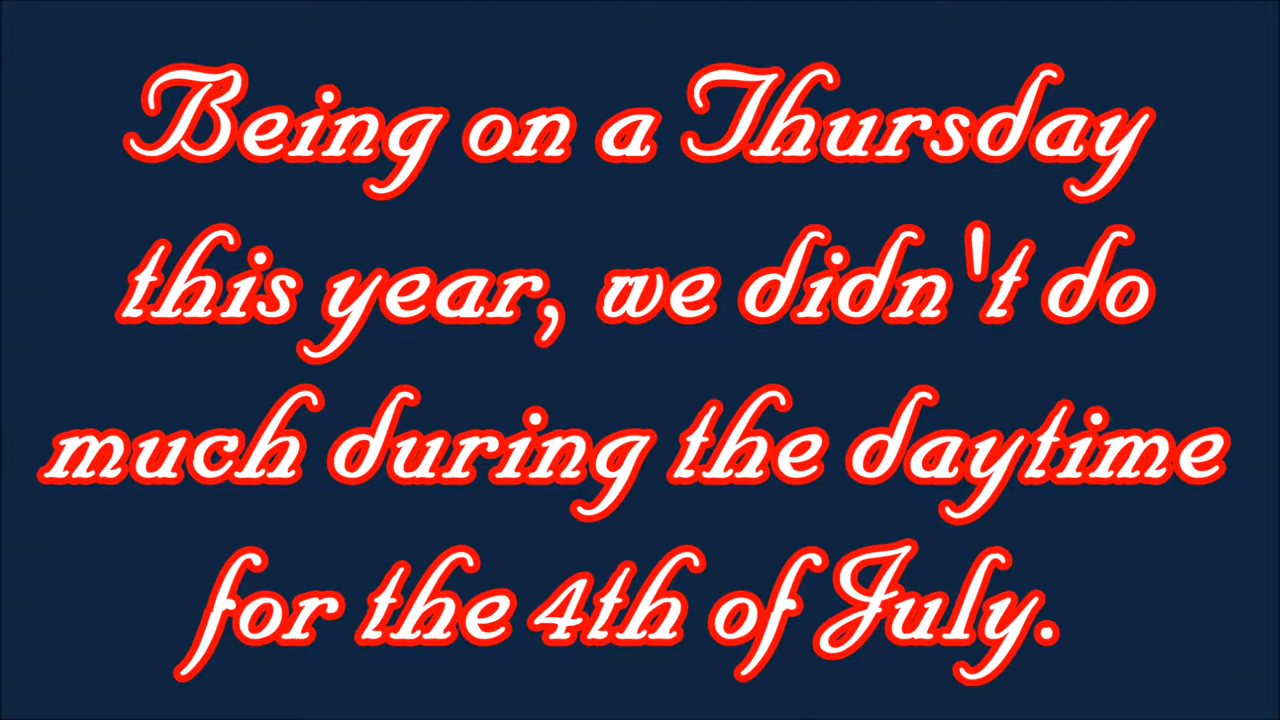 Being on a Thursday
this year, we didn't do
much during the daytime
for the 4th of July.